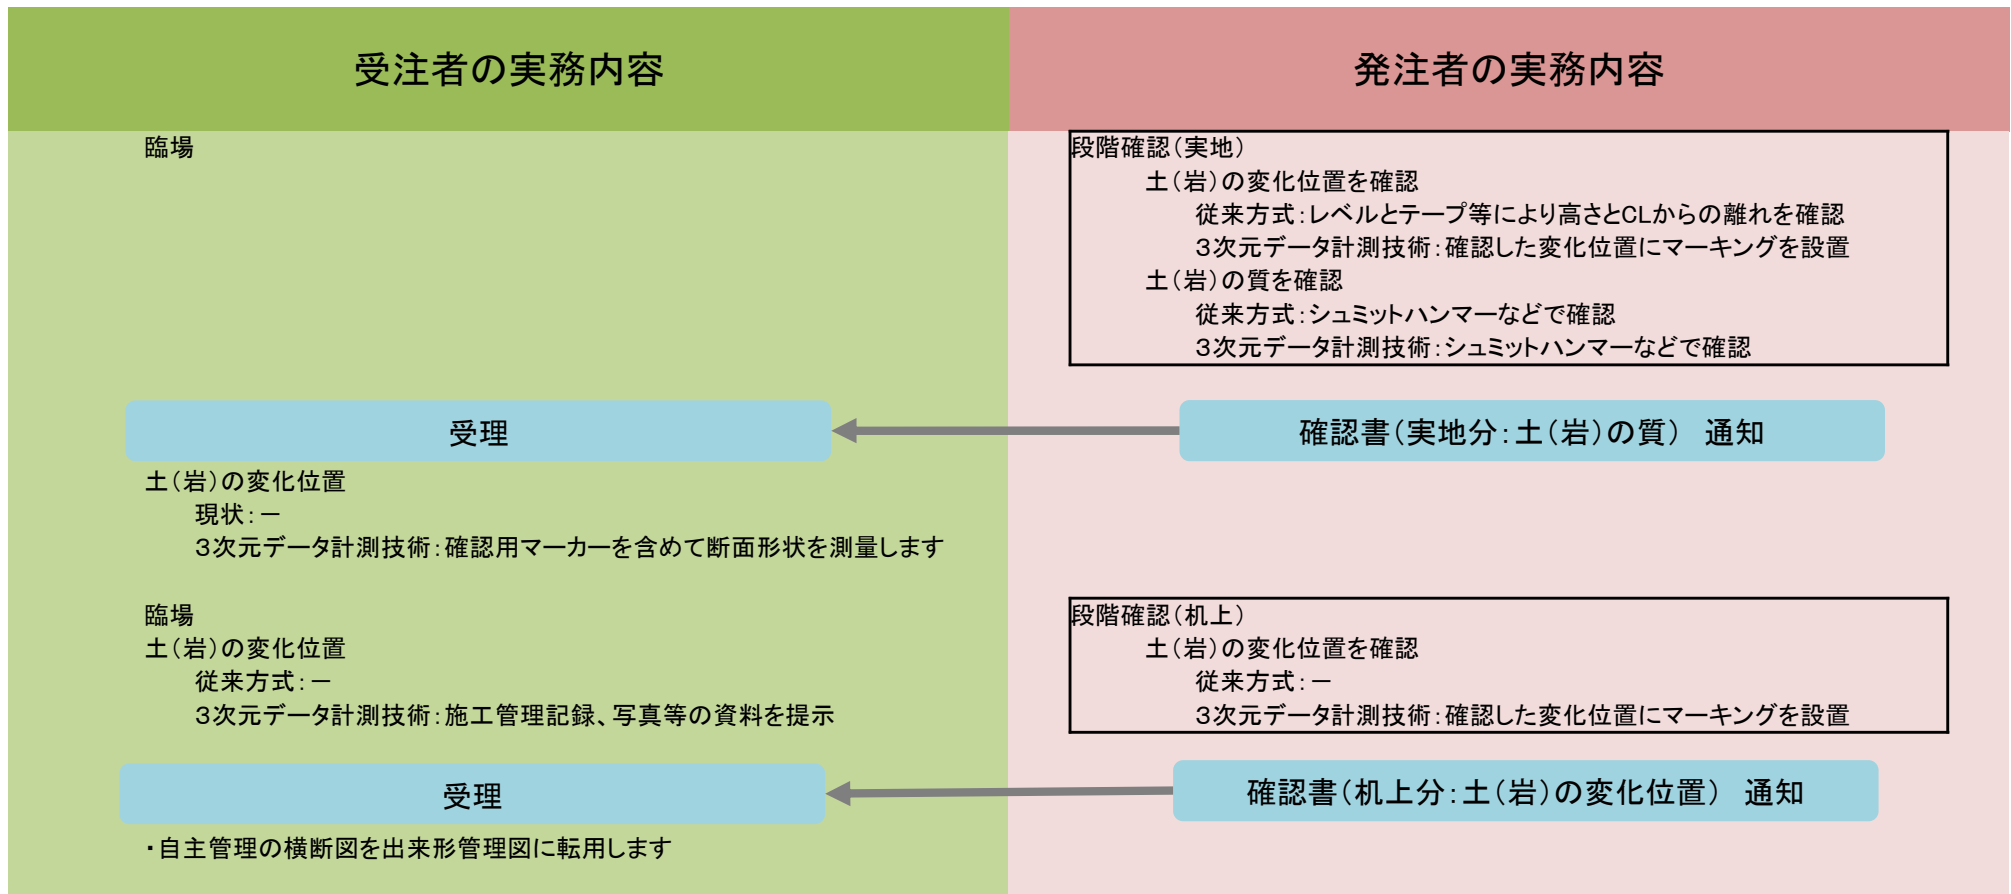 受注者の実務内容
発注者の実務内容
臨場
段階確認(実地)
土(岩)の変化位置を確認
従来方式:レベルとテープ等により高さとCLからの離れを確認
3次元データ計測技術:確認した変化位置にマーキングを設置
土(岩)の質を確認
従来方式:シュミットハンマーなどで確認
3次元データ計測技術:シュミットハンマーなどで確認
受理
確認書(実地分:土(岩)の質) 通知
土(岩)の変化位置
現状:-
3次元データ計測技術:確認用マーカーを含めて断面形状を測量します
臨場
土(岩)の変化位置
従来方式:-
3次元データ計測技術:施工管理記録、写真等の資料を提示
段階確認(机上)
土(岩)の変化位置を確認
従来方式:-
3次元データ計測技術:確認した変化位置にマーキングを設置
受理
確認書(机上分:土(岩)の変化位置) 通知
・自主管理の横断図を出来形管理図に転用します